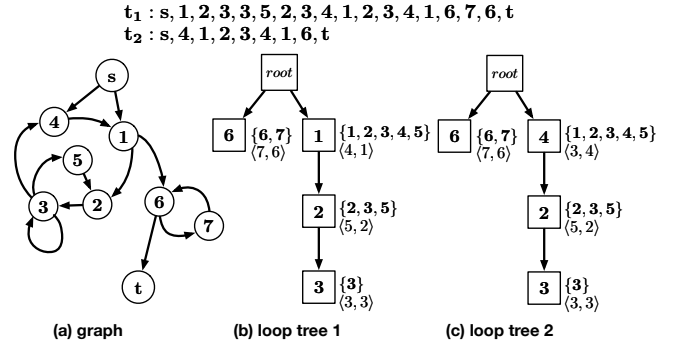 t₁ : s, 1, 2, 3, 3, 5, 2, 3, 4, 1, 2, 3, 4, 1, 6, 7, 6, t
t₂ : s, 4, 1, 2, 3, 4, 1, 6, t
s
4
1
5
3
2
6
7
t
(a) graph
root
6
{6, 7}
⟨7, 6⟩
1
{1, 2, 3, 4, 5}
⟨4, 1⟩
2
{2, 3, 5}
⟨5, 2⟩
3
{3}
⟨3, 3⟩
(b) loop tree 1
root
6
{6, 7}
⟨7, 6⟩
4
{1, 2, 3, 4, 5}
⟨3, 4⟩
2
{2, 3, 5}
⟨5, 2⟩
3
{3}
⟨3, 3⟩
(c) loop tree 2